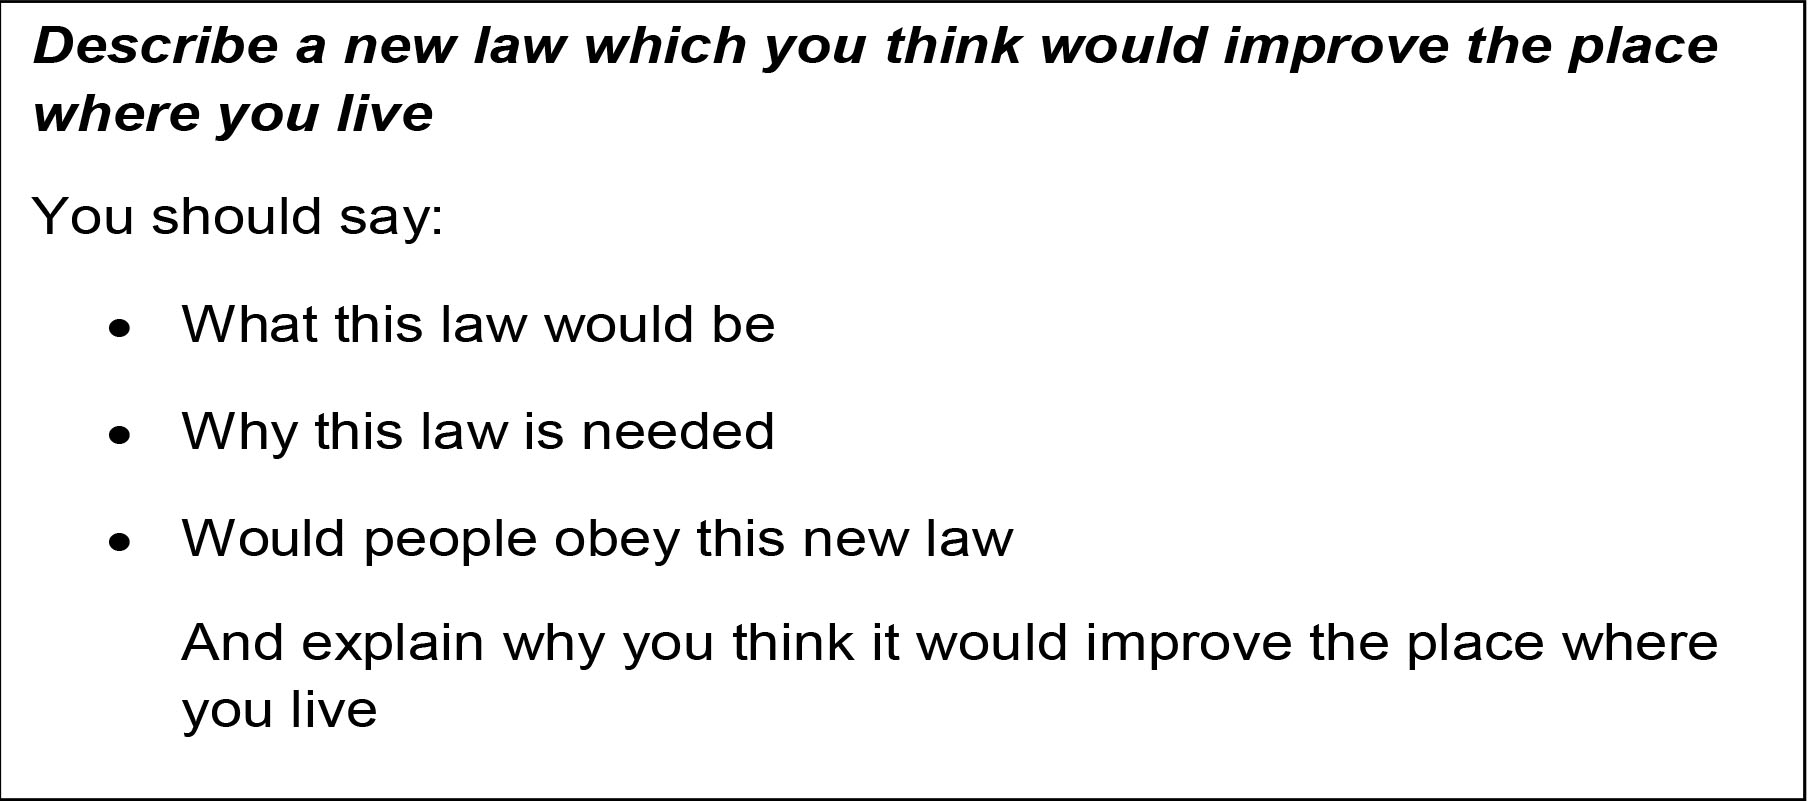 Describe a new law which you think would improve the place
where you live
You should say:
• What this law would be
• Why this law is needed
• Would people obey this new law
And explain why you think it would improve the place where
you live